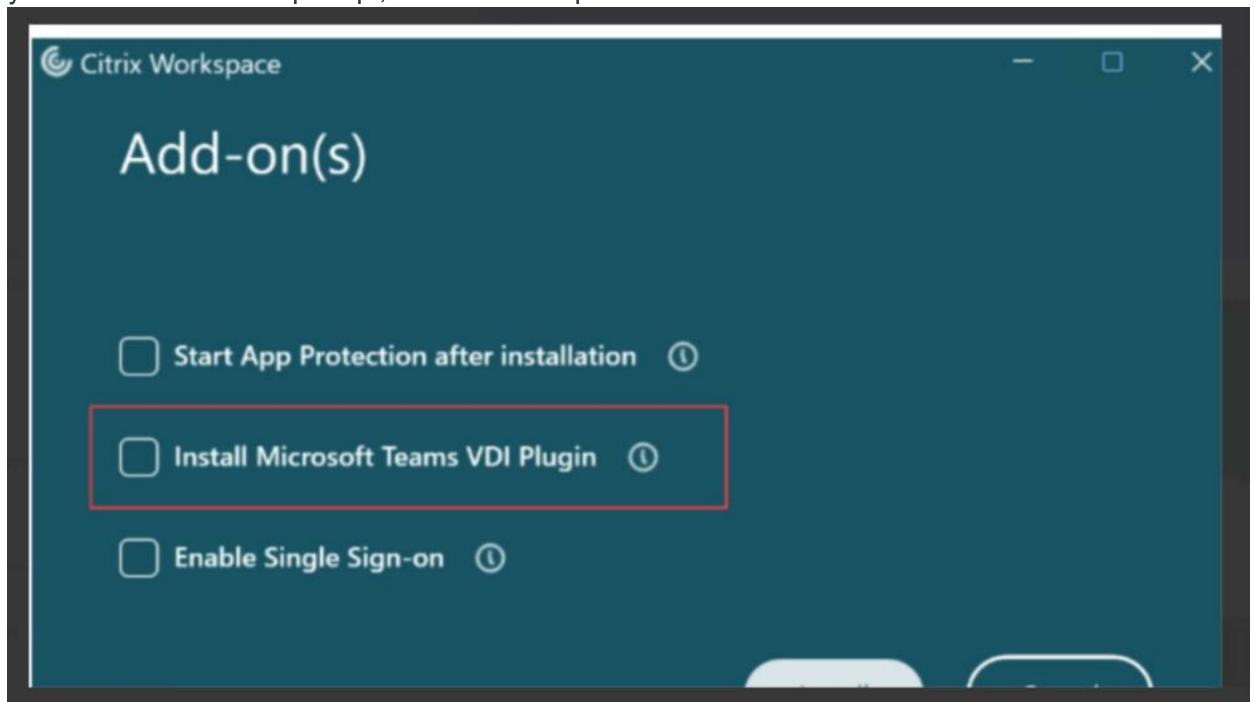 Citrix Workspace
Add-on(s)
Start App Protection after installation
Install Microsoft Teams VDI Plugin
Enable Single Sign-on